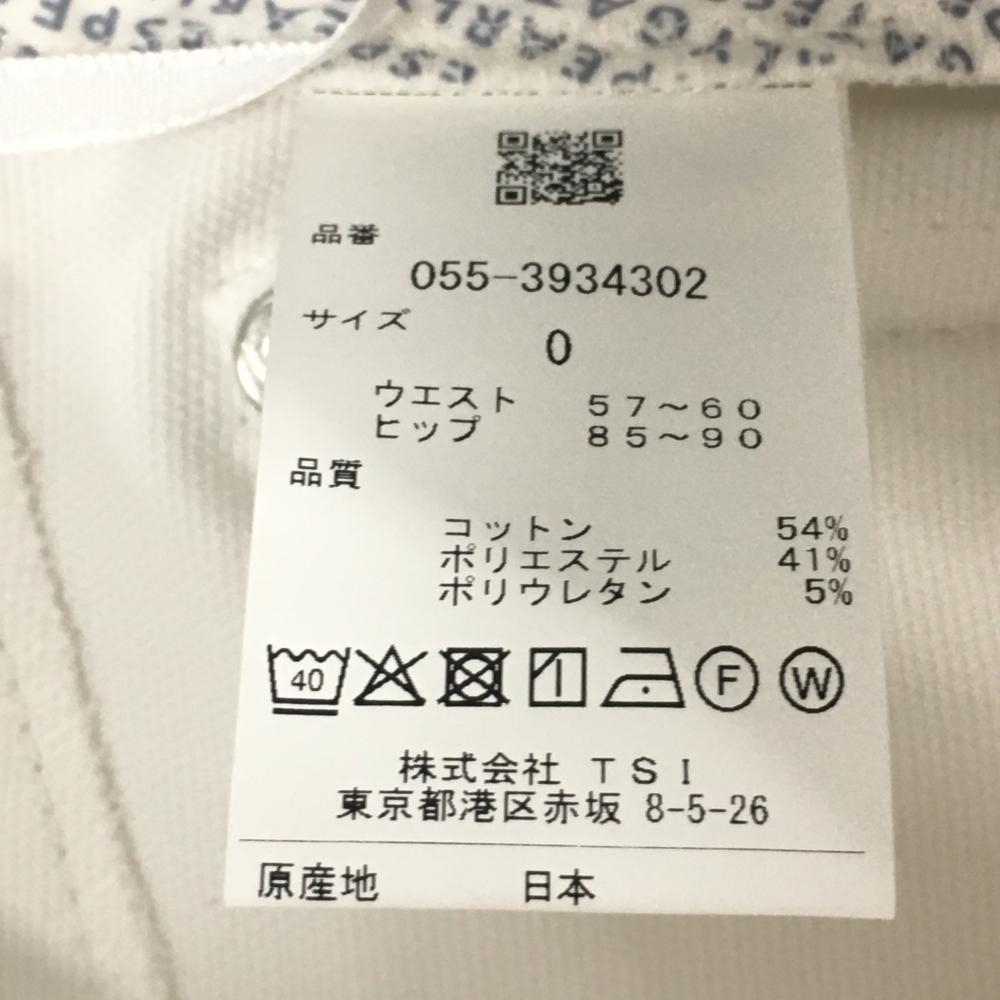 PEARLY GATES
品番
055-3934302
サイズ
0
ウエスト 57~60
ヒップ 85~90
品質
コットン 54%
ポリエステル 41%
ポリウレタン 5%
40
F
W
株式会社 TSI
東京都港区赤坂 8-5-26
原産地 日本